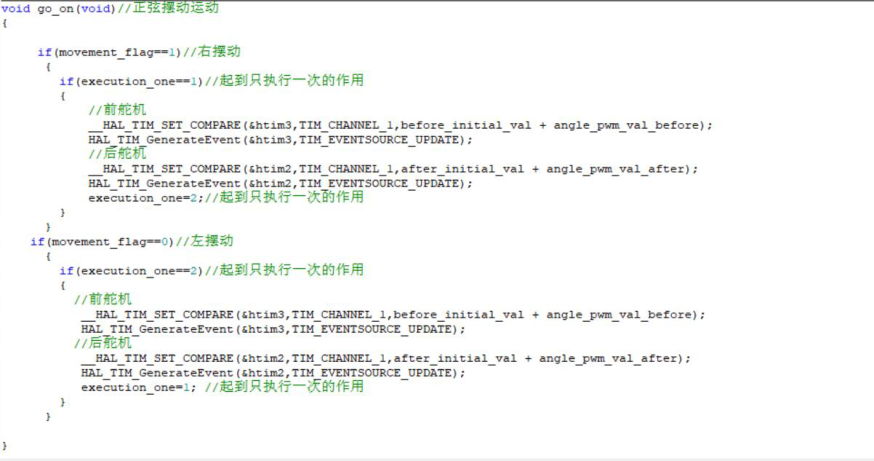 void go_on(void)//正弦摆动运动
{
if(movement_flag==1)//右摆动
{
if(execution_one==1)//起到只执行一次的作用
{
//前舵机
__HAL_TIM_SET_COMPARE(&htim3,TIM_CHANNEL_1,before_initial_val + angle_pwm_val_before);
HAL_TIM_GenerateEvent(&htim3,TIM_EVENTSOURCE_UPDATE);
//后舵机
__HAL_TIM_SET_COMPARE(&htim2,TIM_CHANNEL_1,after_initial_val + angle_pwm_val_after);
HAL_TIM_GenerateEvent(&htim2,TIM_EVENTSOURCE_UPDATE);
execution_one=2;//起到只执行一次的作用
}
}
if(movement_flag==0)//左摆动
{
if(execution_one==2)//起到只执行一次的作用
{
//前舵机
__HAL_TIM_SET_COMPARE(&htim3,TIM_CHANNEL_1,before_initial_val + angle_pwm_val_before);
HAL_TIM_GenerateEvent(&htim3,TIM_EVENTSOURCE_UPDATE);
//后舵机
__HAL_TIM_SET_COMPARE(&htim2,TIM_CHANNEL_1,after_initial_val + angle_pwm_val_after);
HAL_TIM_GenerateEvent(&htim2,TIM_EVENTSOURCE_UPDATE);
execution_one=1; //起到只执行一次的作用
}
}
}